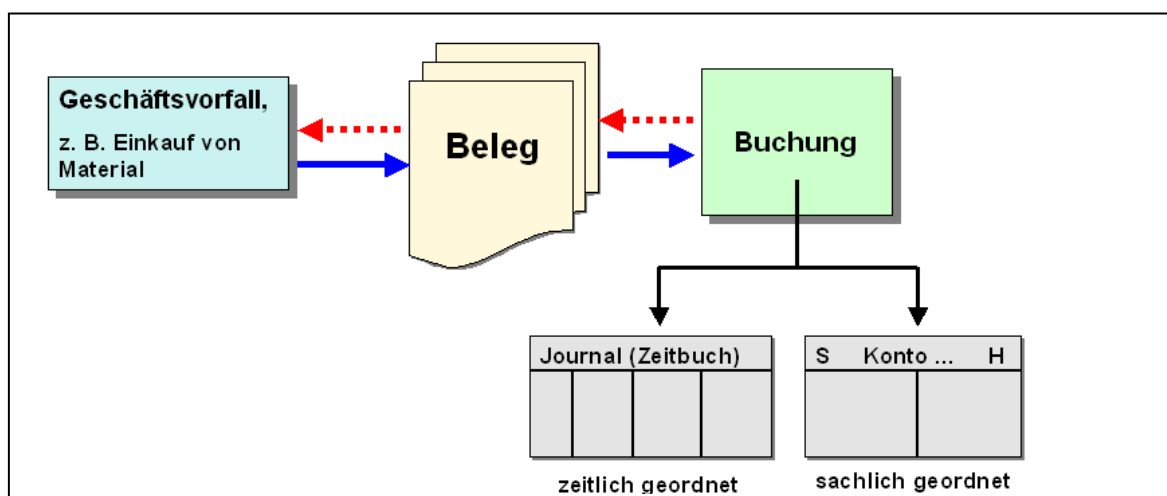 Geschäftsvorfall,
z. B. Einkauf von
Material
Beleg
Buchung
Journal (Zeitbuch)
S Konto ... H
zeitlich geordnet
sachlich geordnet